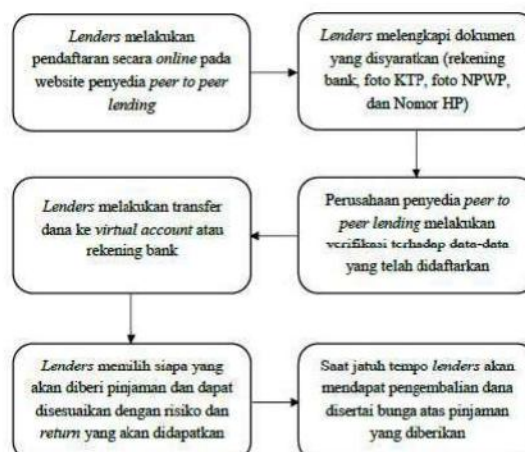 Lenders melakukan
pendaftaran secara online pada
website penyedia peer to peer
lending
Lenders melengkapi dokumen
yang disyaratkan (rekening
bank, foto KTP, foto NPWP,
dan Nomor HP)
Perusahaan penyedia peer to
peer lending melakukan
verifikasi terhadap data-data
yang telah didaftarkan
Lenders melakukan transfer
dana ke virtual account atau
rekening bank
Lenders memilih siapa yang
akan diberi pinjaman dan dapat
disesuaikan dengan risiko dan
return yang akan didapatkan
Saat jatuh tempo lenders akan
mendapat pengembalian dana
disertai bunga atas pinjaman
yang diberikan